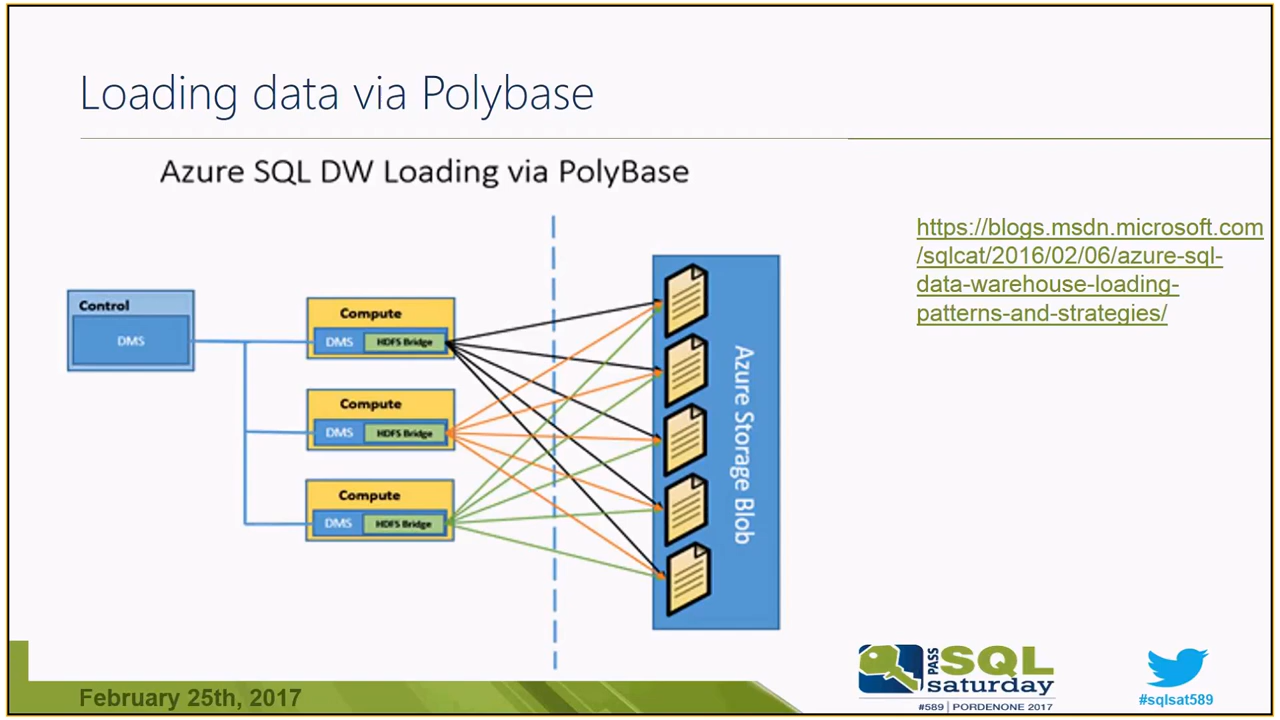 Loading data via Polybase
Azure SQL DW Loading via PolyBase
https://blogs.msdn.microsoft.com
/sqlcat/2016/02/06/azure-sql-
data-warehouse-loading-
patterns-and-strategies/
Control
DMS
Compute
DMS
HDFS Bridge
Compute
DMS
HDFS Bridge
Compute
DMS
HDFS Bridge
Azure Storage Blob
February 25th, 2017
PASS
SQL
saturday
#589 | PORDENONE 2017
#sqlsat589